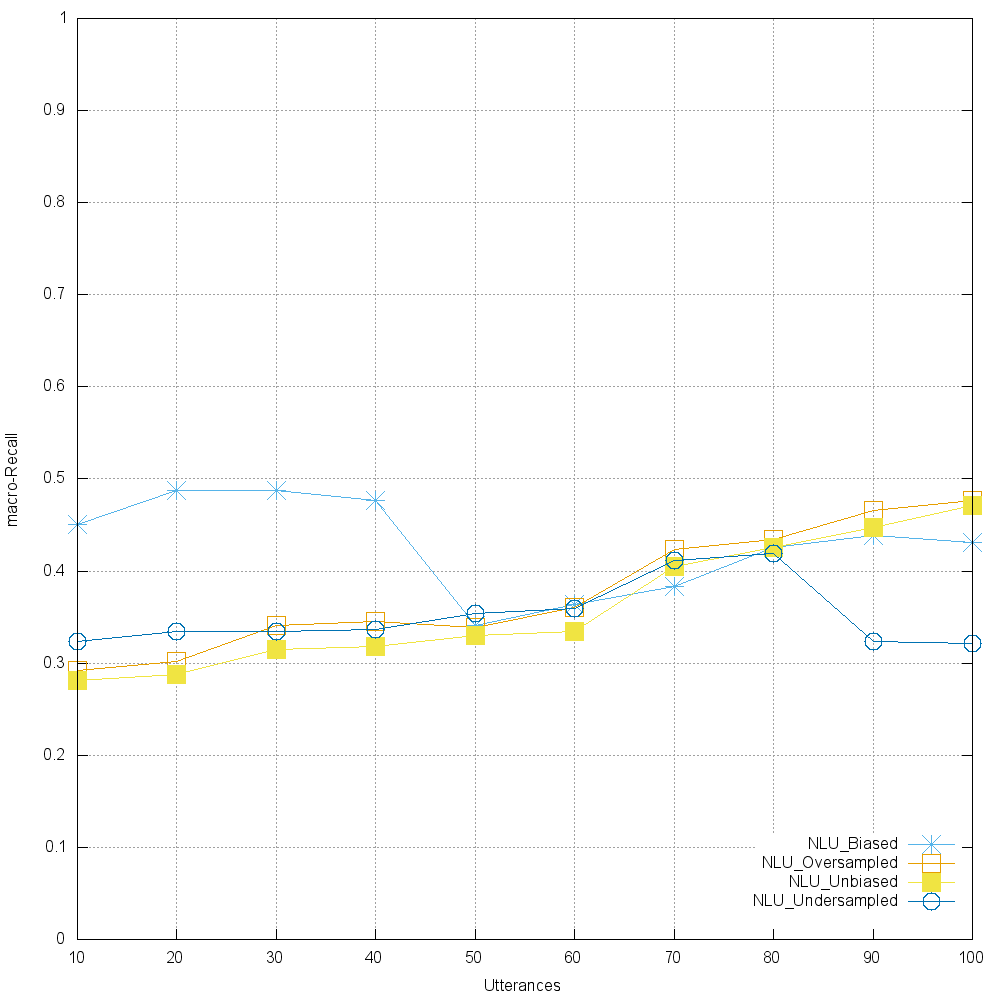 1
0.9
0.8
0.7
0.6
0.5
0.4
0.3
0.2
0.1
0
macro-Recall
NLU_Biased
NLU_Oversampled
NLU_Unbiased
NLU_Undersampled
10 20 30 40 50 60 70 80 90 100
Utterances